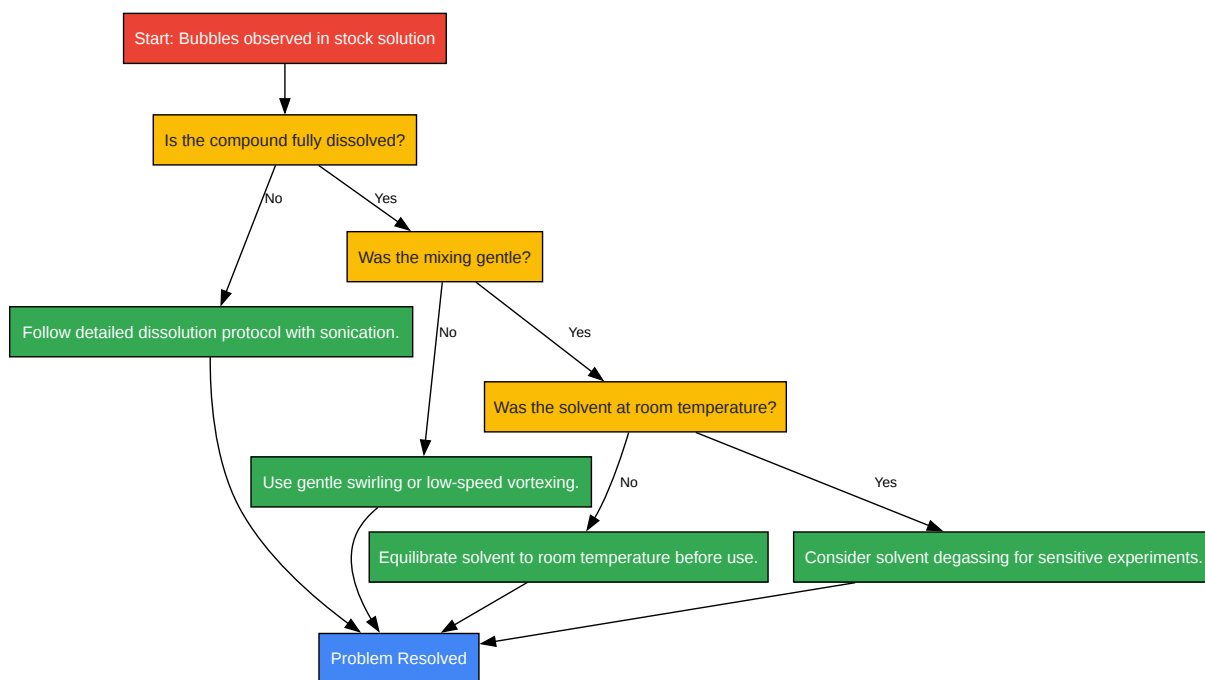 Start: Bubbles observed in stock solution
Is the compound fully dissolved?
No
Yes
Was the mixing gentle?
Follow detailed dissolution protocol with sonication.
No
Yes
Was the solvent at room temperature?
Use gentle swirling or low-speed vortexing.
No
Yes
Equilibrate solvent to room temperature before use.
Consider solvent degassing for sensitive experiments.
Problem Resolved